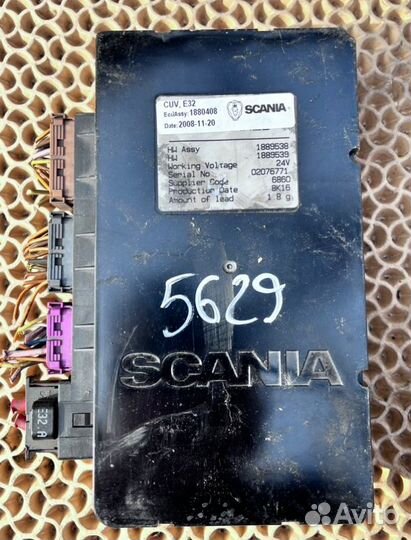 CUV, E32
EcuAssy: 1880408
Date: 2008-11-20
SCANIA
HW Assy 1889538
HW 1889539
Working Voltage 24V
Serial No 02076771
Supplier Code 6860
Production Date 8K16
Amount of lead 1.8 g
5629
SCANIA
E32.A
Avito